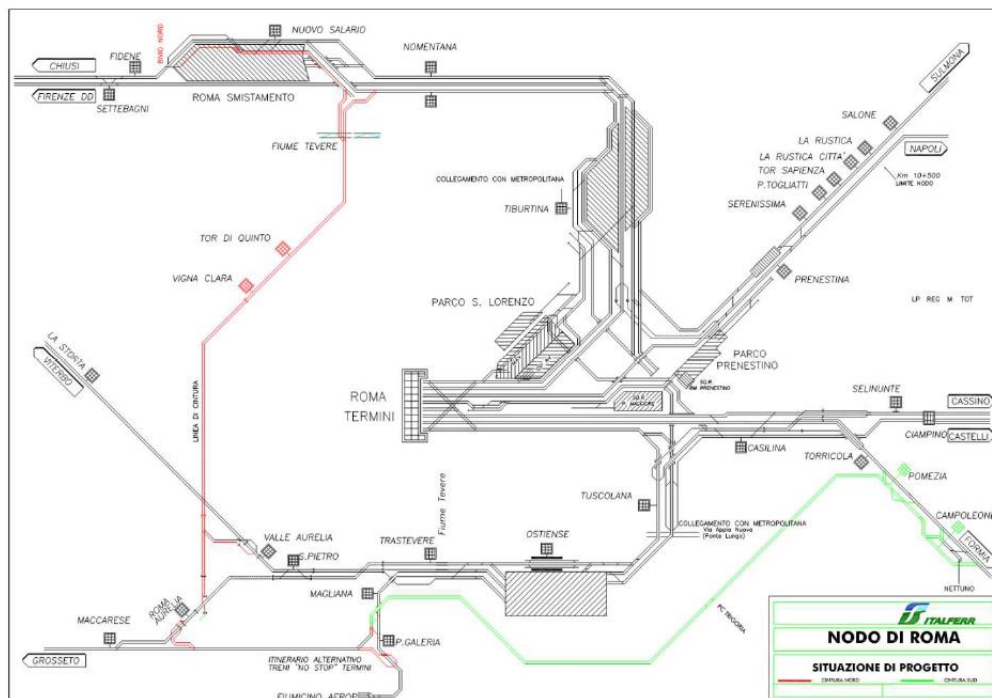 NUOVO SALARIO
BIVIO NORD
FIDENE
NOMENTANA
CHIUSI
FIRENZE DD
SETTEBAGNI
ROMA SMISTAMENTO
SULMONA
SALONE
FIUME TEVERE
LA RUSTICA
NAPOLI
LA RUSTICA CITTA'
TOR SAPIENZA
Km 10+500
LIMITE NODO
COLLEGAMENTO CON METROPOLITANA
P.TOGLIATTI
TIBURTINA
SERENISSIMA
TOR DI QUINTO
VIGNA CLARA
PRENESTINA
PARCO S. LORENZO
LP REG M TOT
LA STORTA
VITERBO
PARCO
PRENESTINO
ROMA
TERMINI
SELINUNTE
CASSINO
LINEA DI CINTURA
CIAMPINO
CASTELLI
CASILINA
TORRICOLA
POMEZIA
TUSCOLANA
Fiume Tevere
CAMPOLEONE
COLLEGAMENTO CON METROPOLITANA
Via Appia Nuova
(Ponte Lungo)
FORMIA
VALLE AURELIA
S.PIETRO
TRASTEVERE
OSTIENSE
NETTUNO
MAGLIANA
ROMA
AURELIA
MACCARESE
PC TRIGORIA
ITALFERR
NODO DI ROMA
P.GALERIA
GROSSETO
ITINERARIO ALTERNATIVO
TRENI "NO STOP" TERMINI
SITUAZIONE DI PROGETTO
CINTURA NORD
CINTURA SUD